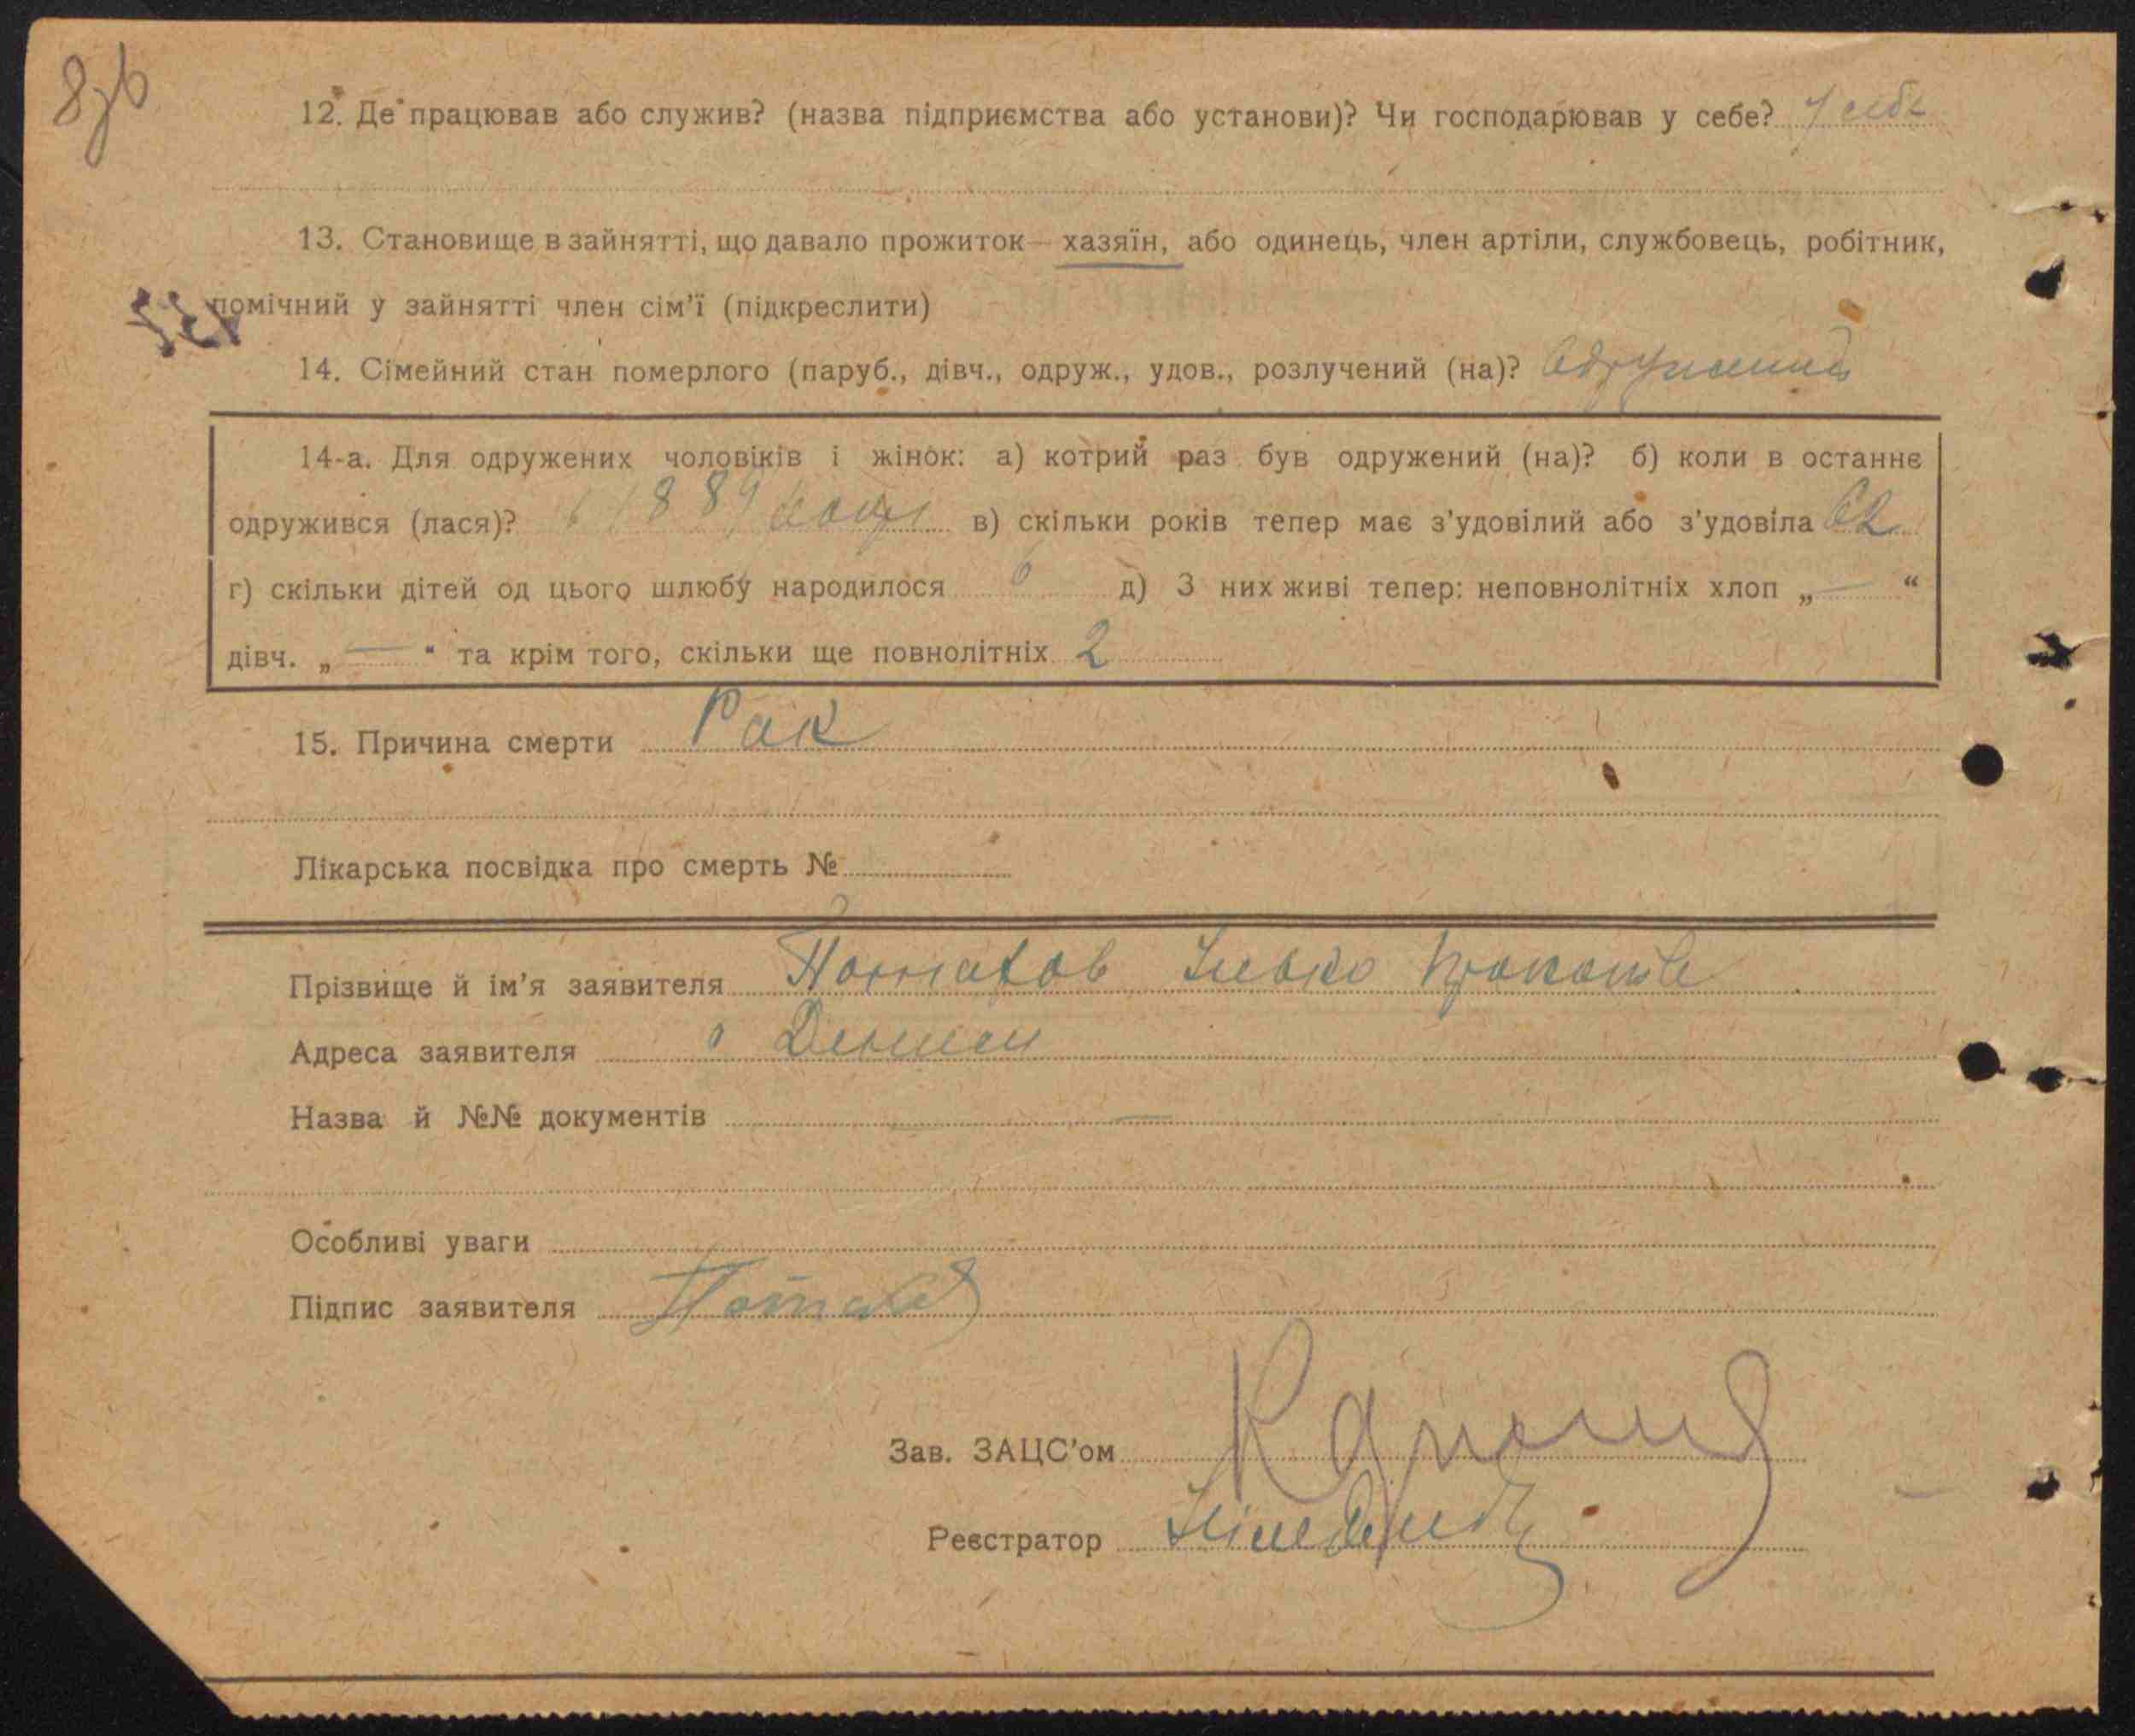 12. Де працював або служив? (назва підприємства або установи)? Чи господарював у себе? У себе
13. Становище в зайнятті, що давало прожиток — хазяїн, або одинець, член артіли, службовець, робітник,
помічний у зайнятті член сім'ї (підкреслити)
14. Сімейний стан померлого (паруб., дівч., одруж., удов., розлучений (на)? Одружений
14-а. Для одружених чоловіків і жінок: а) котрий раз був одружений (на)? б) коли в останнє
одружився (лася)? в 1889 році в) скільки років тепер має з'удовілий або з'удовіла 62
г) скільки дітей од цього шлюбу народилося 6 д) З них живі тепер: неповнолітніх хлоп „ — “
дівч. „ — “ та крім того, скільки ще повнолітніх 2
15. Причина смерти Рак
Лікарська посвідка про смерть №
Прізвище й ім'я заявителя
Адреса заявителя
Назва й №№ документів —
Особливі уваги
Підпис заявителя
Зав. ЗАЦС'ом
Реєстратор